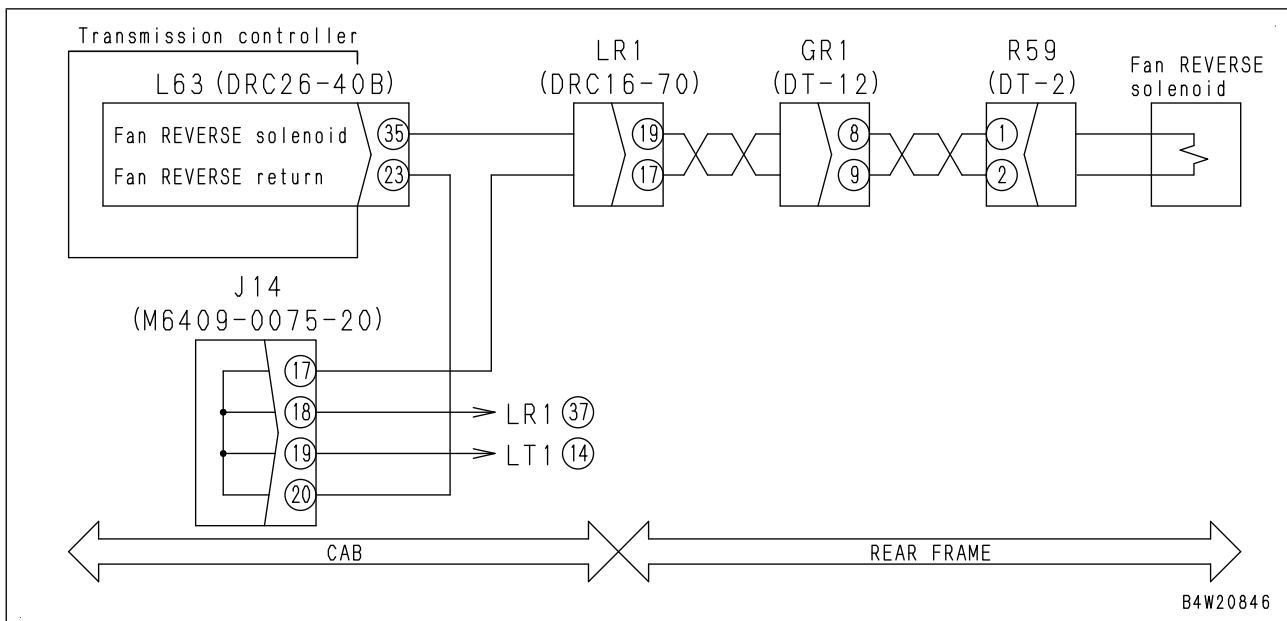 Transmission controller
L63 (DRC26-40B)
LR1
(DRC16-70)
GR1
(DT-12)
R59
(DT-2)
Fan REVERSE
solenoid
Fan REVERSE solenoid
35
19
8
1
Fan REVERSE return
23
17
9
2
J14
(M6409-0075-20)
17
18
LR1 37
19
LT1 14
20
CAB
REAR FRAME
B4W20846